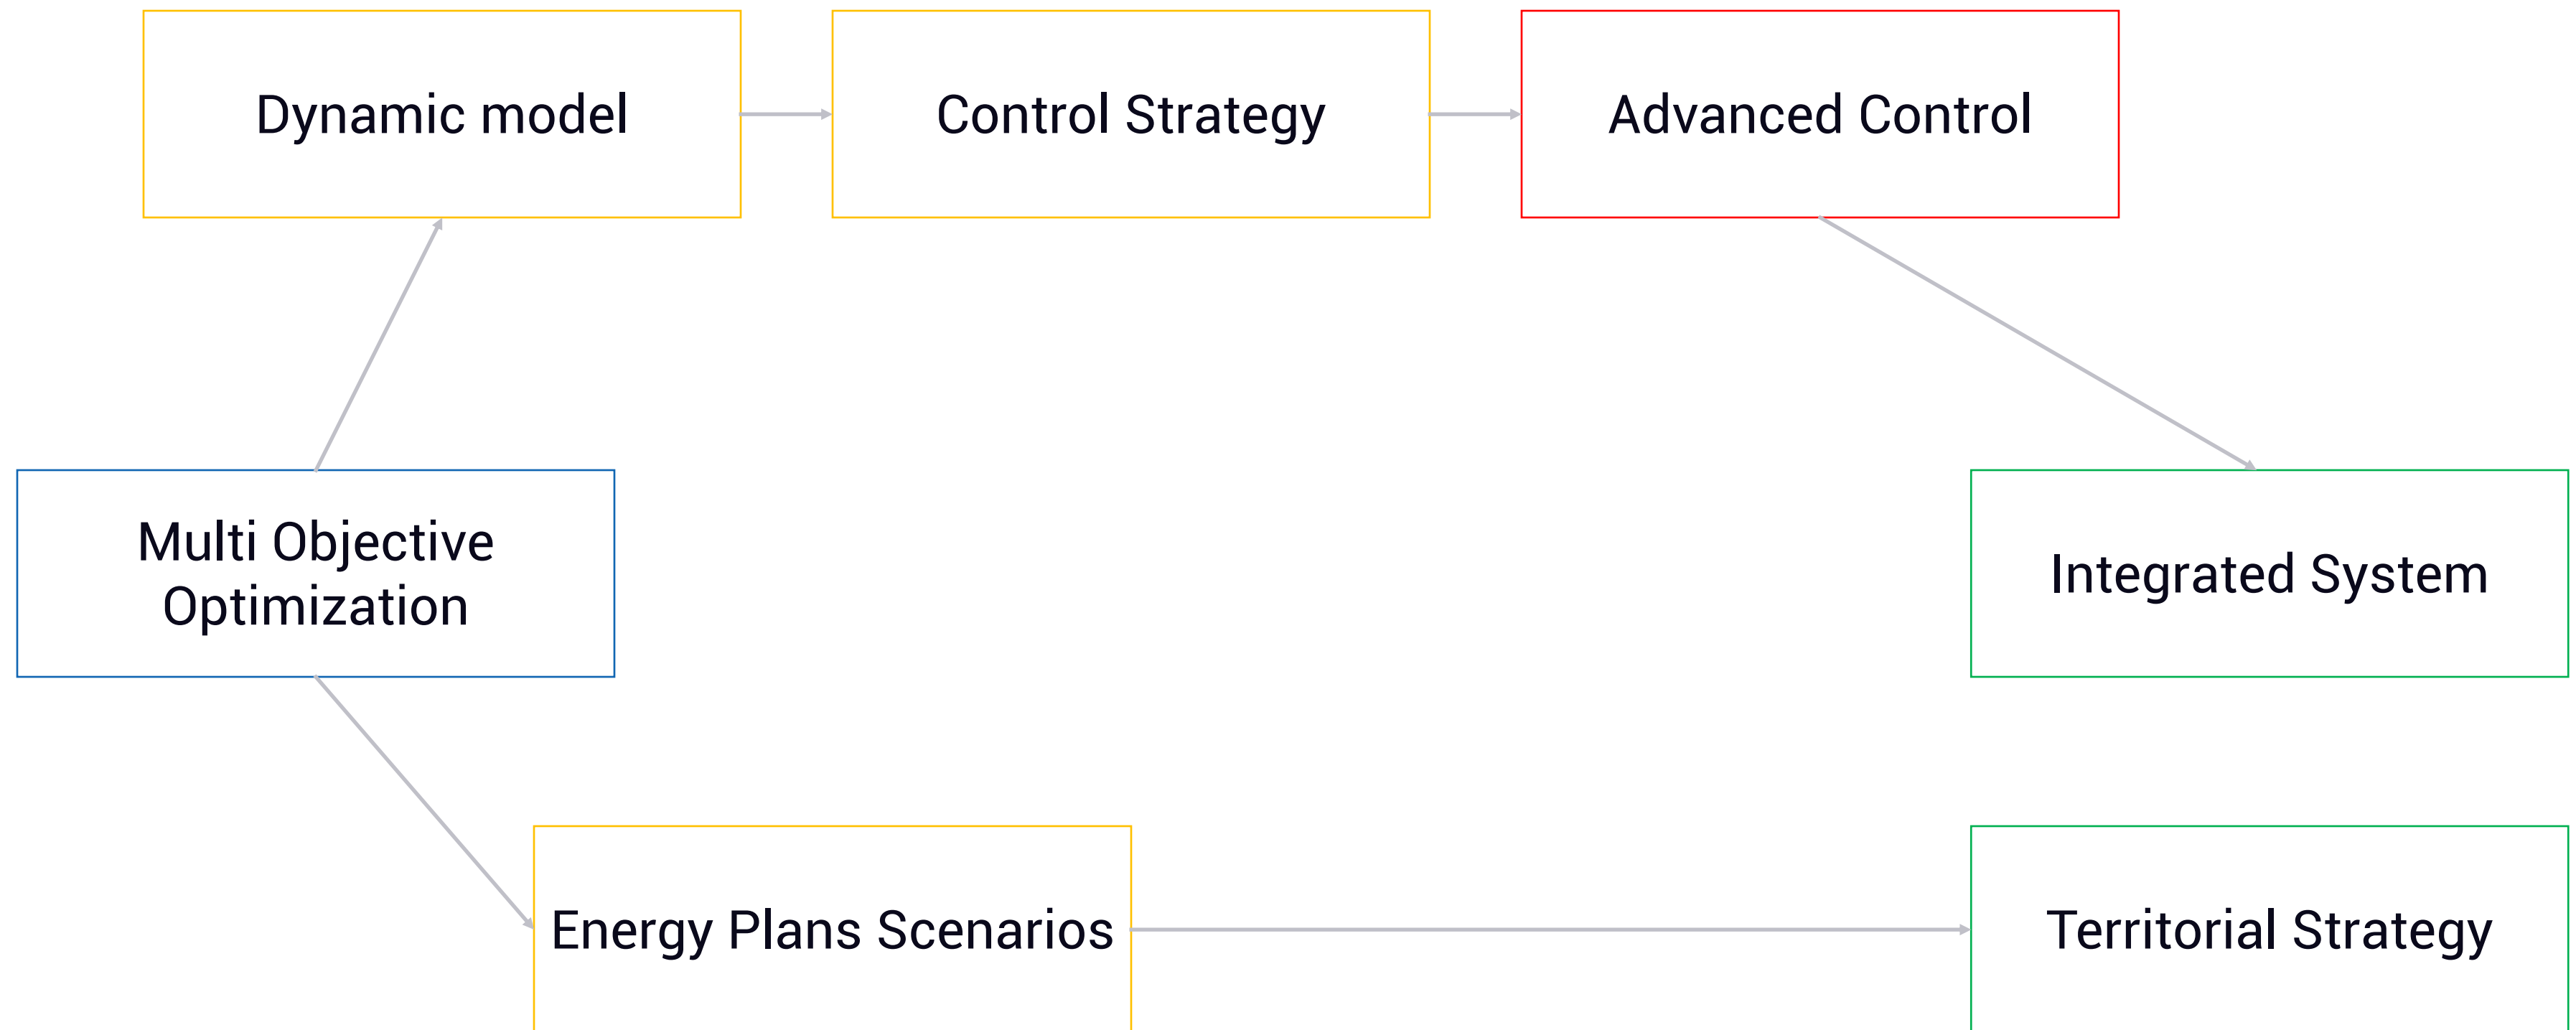 Dynamic model
Control Strategy
Advanced Control
Multi Objective
Optimization
Integrated System
Energy Plans Scenarios
Territorial Strategy